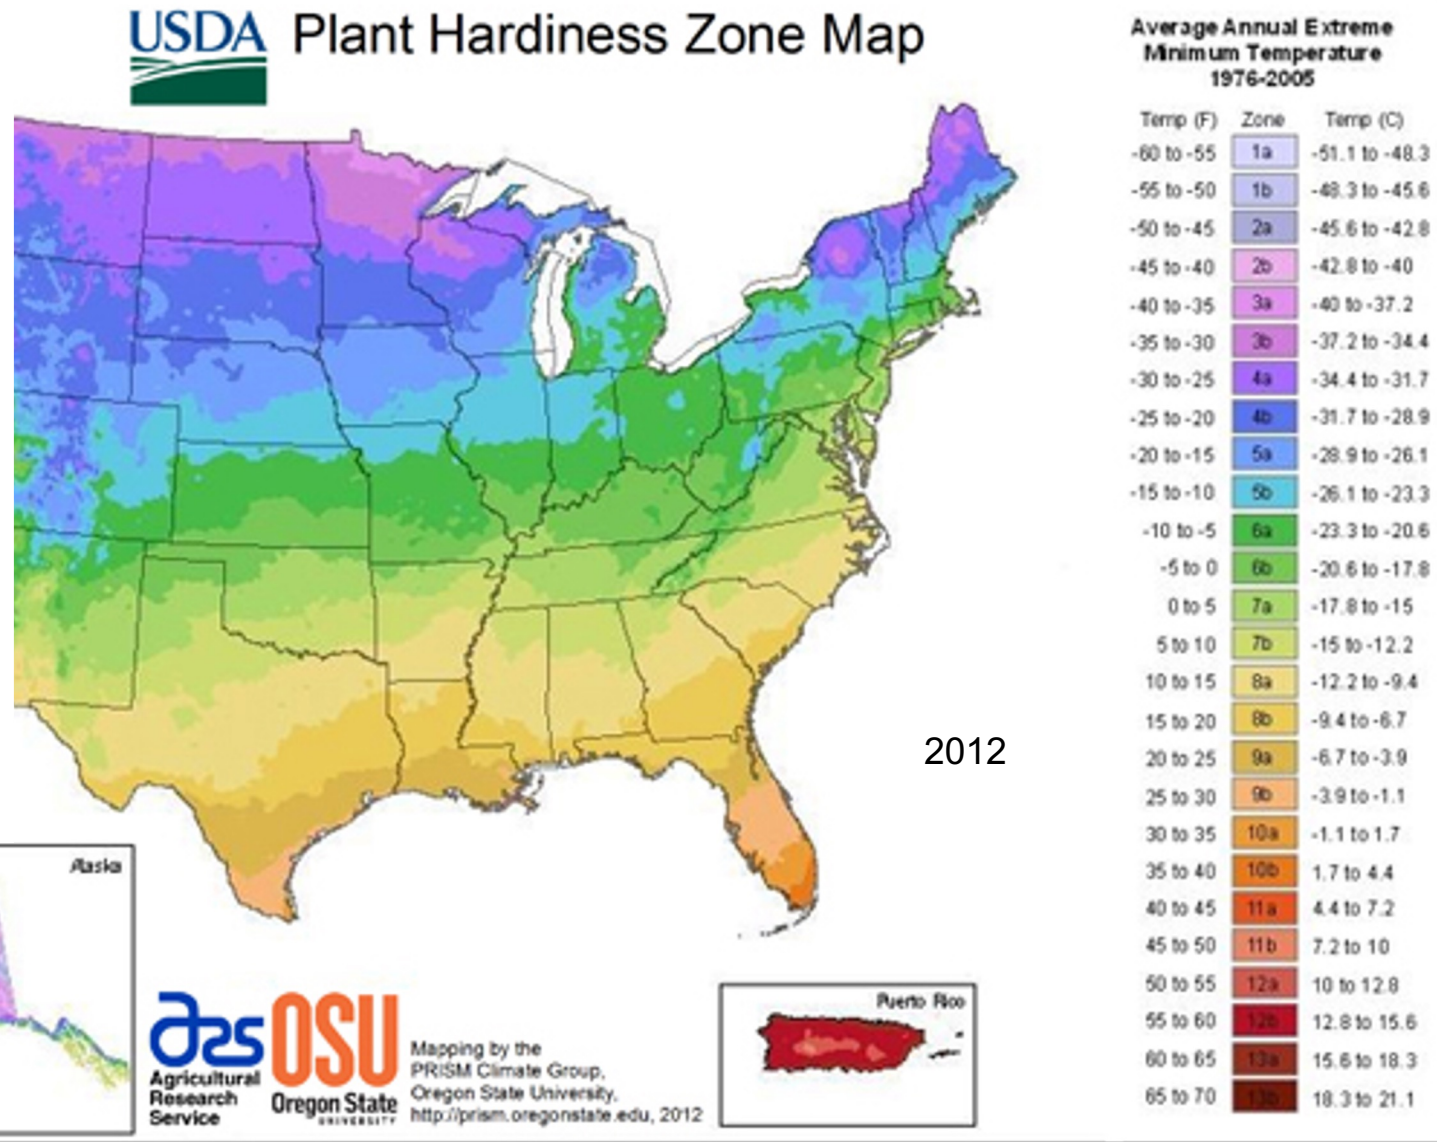 USDA Plant Hardiness Zone Map
Average Annual Extreme
Minimum Temperature
1976-2005
Temp (F) Zone Temp (C)
-60 to -55 1a -51.1 to -48.3
-55 to -50 1b -48.3 to -45.6
-50 to -45 2a -45.6 to -42.8
-45 to -40 2b -42.8 to -40
-40 to -35 3a -40 to -37.2
-35 to -30 3b -37.2 to -34.4
-30 to -25 4a -34.4 to -31.7
-25 to -20 4b -31.7 to -28.9
-20 to -15 5a -28.9 to -26.1
-15 to -10 5b -26.1 to -23.3
-10 to -5 6a -23.3 to -20.6
-5 to 0 6b -20.6 to -17.8
0 to 5 7a -17.8 to -15
5 to 10 7b -15 to -12.2
10 to 15 8a -12.2 to -9.4
15 to 20 8b -9.4 to -6.7
20 to 25 9a -6.7 to -3.9
25 to 30 9b -3.9 to -1.1
30 to 35 10a -1.1 to 1.7
35 to 40 10b 1.7 to 4.4
40 to 45 11a 4.4 to 7.2
45 to 50 11b 7.2 to 10
50 to 55 12a 10 to 12.8
55 to 60 12b 12.8 to 15.6
60 to 65 13a 15.6 to 18.3
65 to 70 13b 18.3 to 21.1
2012
Alaska
ars
Agricultural
Research
Service
OSU
Oregon State
UNIVERSITY
Mapping by the
PRISM Climate Group,
Oregon State University,
http://prism.oregonstate.edu, 2012
Puerto Rico